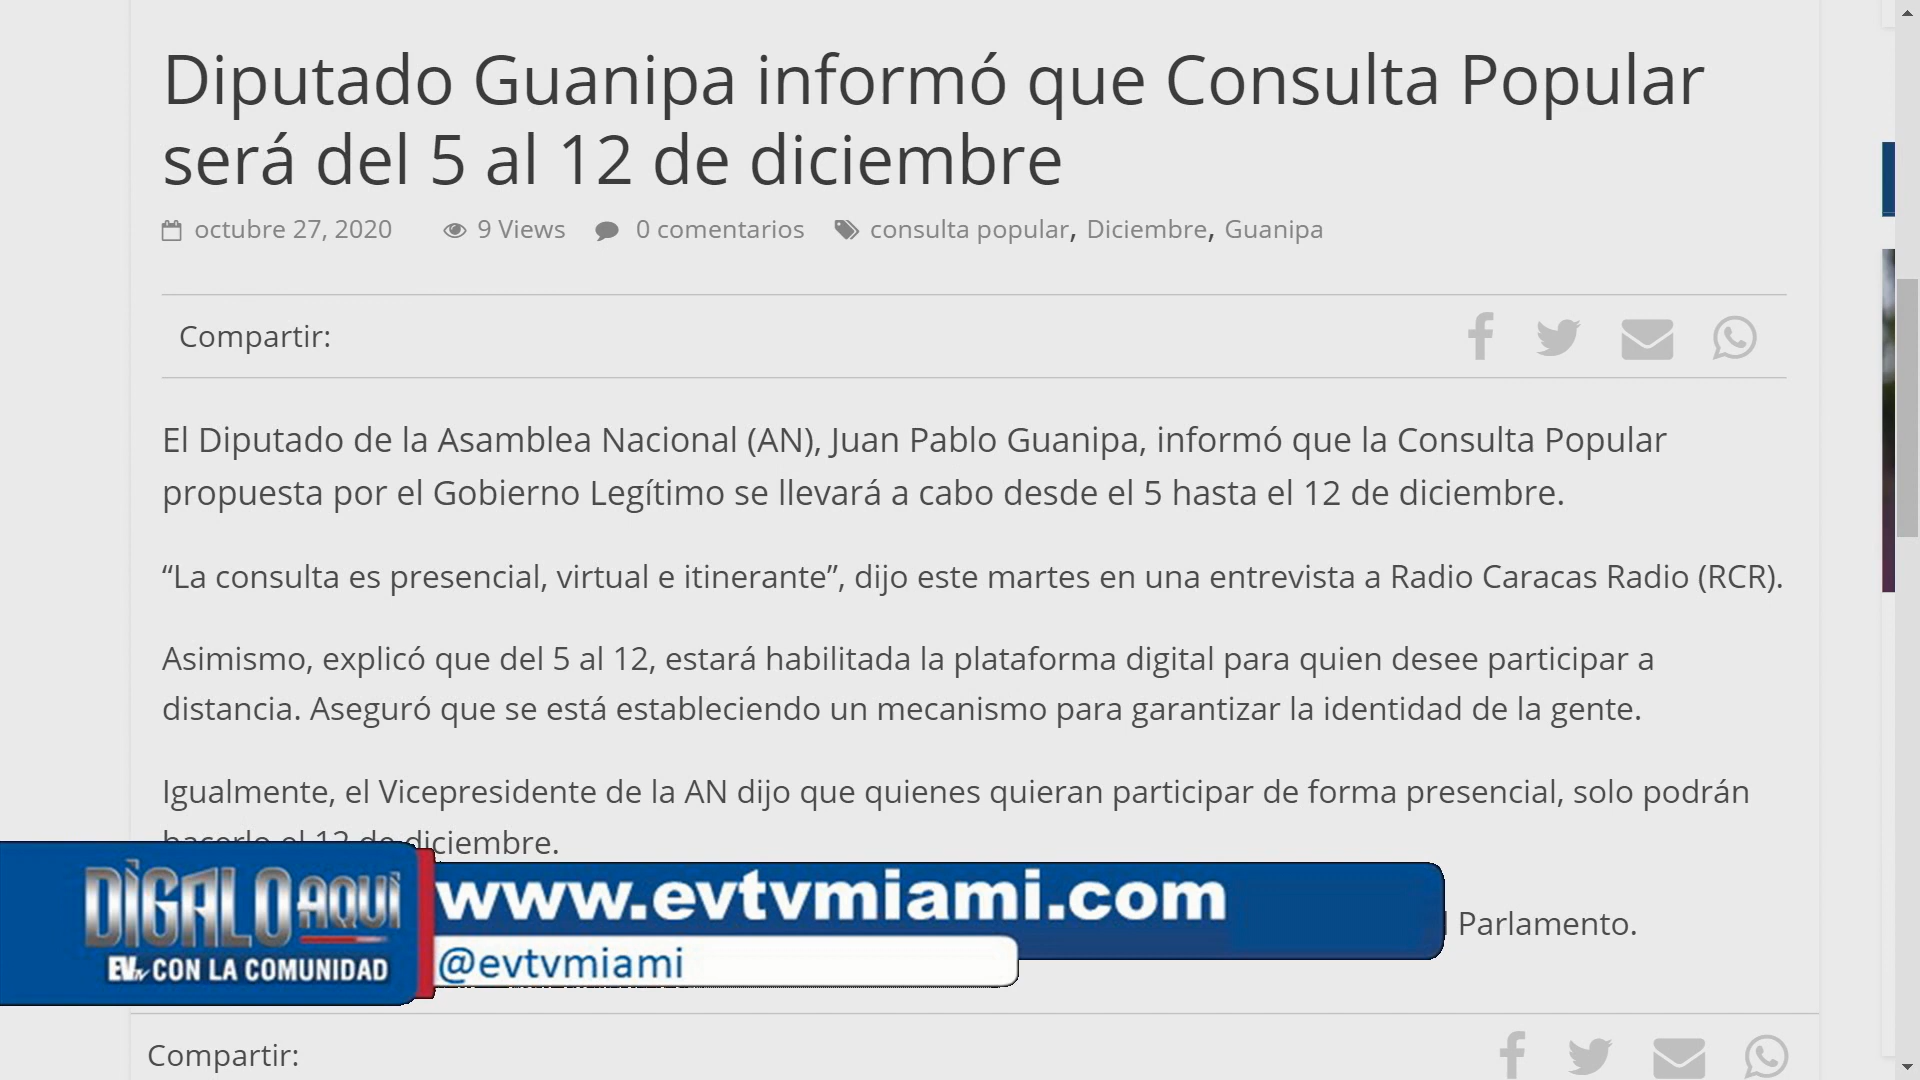 Diputado Guanipa informó que Consulta Popular
será del 5 al 12 de diciembre
octubre 27, 2020 9 Views 0 comentarios consulta popular, Diciembre, Guanipa
Compartir:
El Diputado de la Asamblea Nacional (AN), Juan Pablo Guanipa, informó que la Consulta Popular
propuesta por el Gobierno Legítimo se llevará a cabo desde el 5 hasta el 12 de diciembre.
“La consulta es presencial, virtual e itinerante”, dijo este martes en una entrevista a Radio Caracas Radio (RCR).
Asimismo, explicó que del 5 al 12, estará habilitada la plataforma digital para quien desee participar a
distancia. Aseguró que se está estableciendo un mecanismo para garantizar la identidad de la gente.
Igualmente, el Vicepresidente de la AN dijo que quienes quieran participar de forma presencial, solo podrán
hacerlo el 12 de diciembre.
Parlamento.
DÍGALO AQUÍ
EVtv CON LA COMUNIDAD
www.evtvmiami.com
@evtvmiami
Compartir: